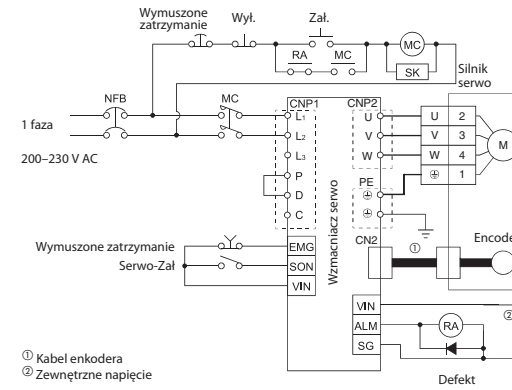 Wymuszone
zatrzymanie
Wył.
Zał.
RA
MC
MC
SK
Silnik
serwo
NFB
MC
CNP1
CNP2
1 faza
200–230 V AC
L1
L2
L3
P
D
C
U
V
W
PE
U 2
V 3
W 4
1
M
Wzmacniacz serwo
Wymuszone zatrzymanie
Serwo-Zał
EMG
SON
VIN
CN2
①
Encode
VIN
ALM
SG
RA
②
① Kabel enkodera
② Zewnętrzne napięcie
Defekt